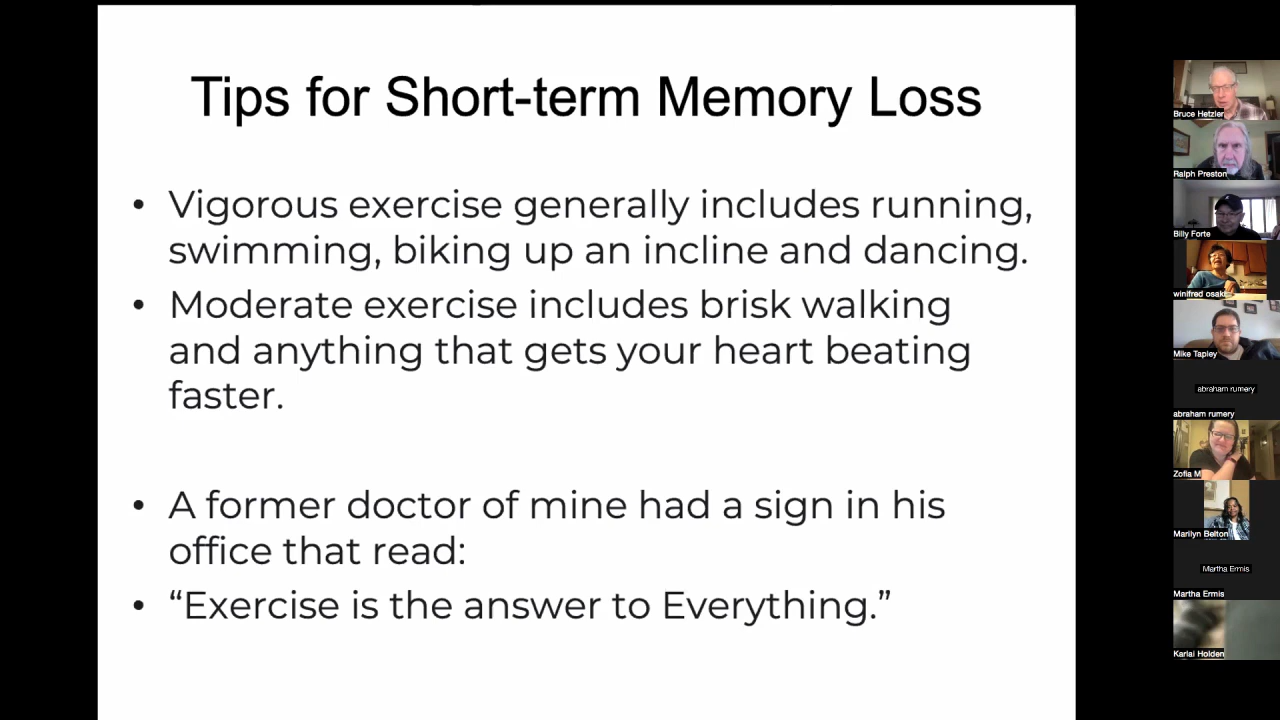 Tips for Short-term Memory Loss
• Vigorous exercise generally includes running,
swimming, biking up an incline and dancing.
• Moderate exercise includes brisk walking
and anything that gets your heart beating
faster.
• A former doctor of mine had a sign in his
office that read:
• “Exercise is the answer to Everything.”
Bruce Hetzler
Ralph Preston
Billy Forte
winifred osak
Mike Tapley
abraham rumery
abraham rumery
Zofia M
Marilyn Belton
Martha Ermis
Martha Ermis
Karlai Holden